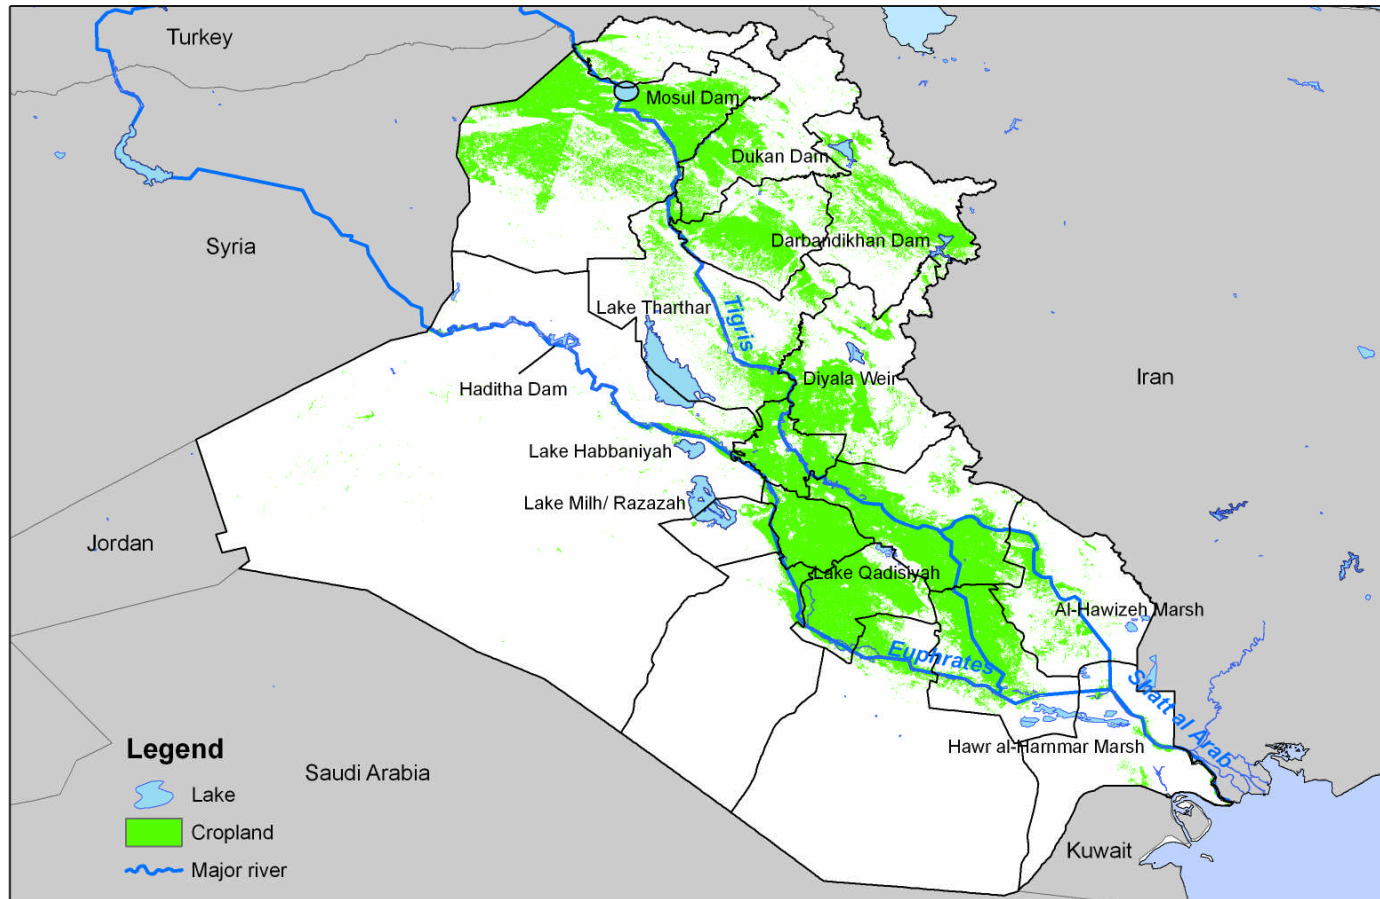 Turkey
Mosul Dam
Dukan Dam
Syria
Darbandikhan Dam
Lake Tharthar
Tigris
Iran
Haditha Dam
Diyala Weir
Lake Habbaniyah
Lake Milh/ Razazah
Jordan
Lake Qadisiyah
Al-Hawizeh Marsh
Euphrates
Shatt al Arab
Hawr al-Hammar Marsh
Legend
Saudi Arabia
Lake
Cropland
Kuwait
Major river